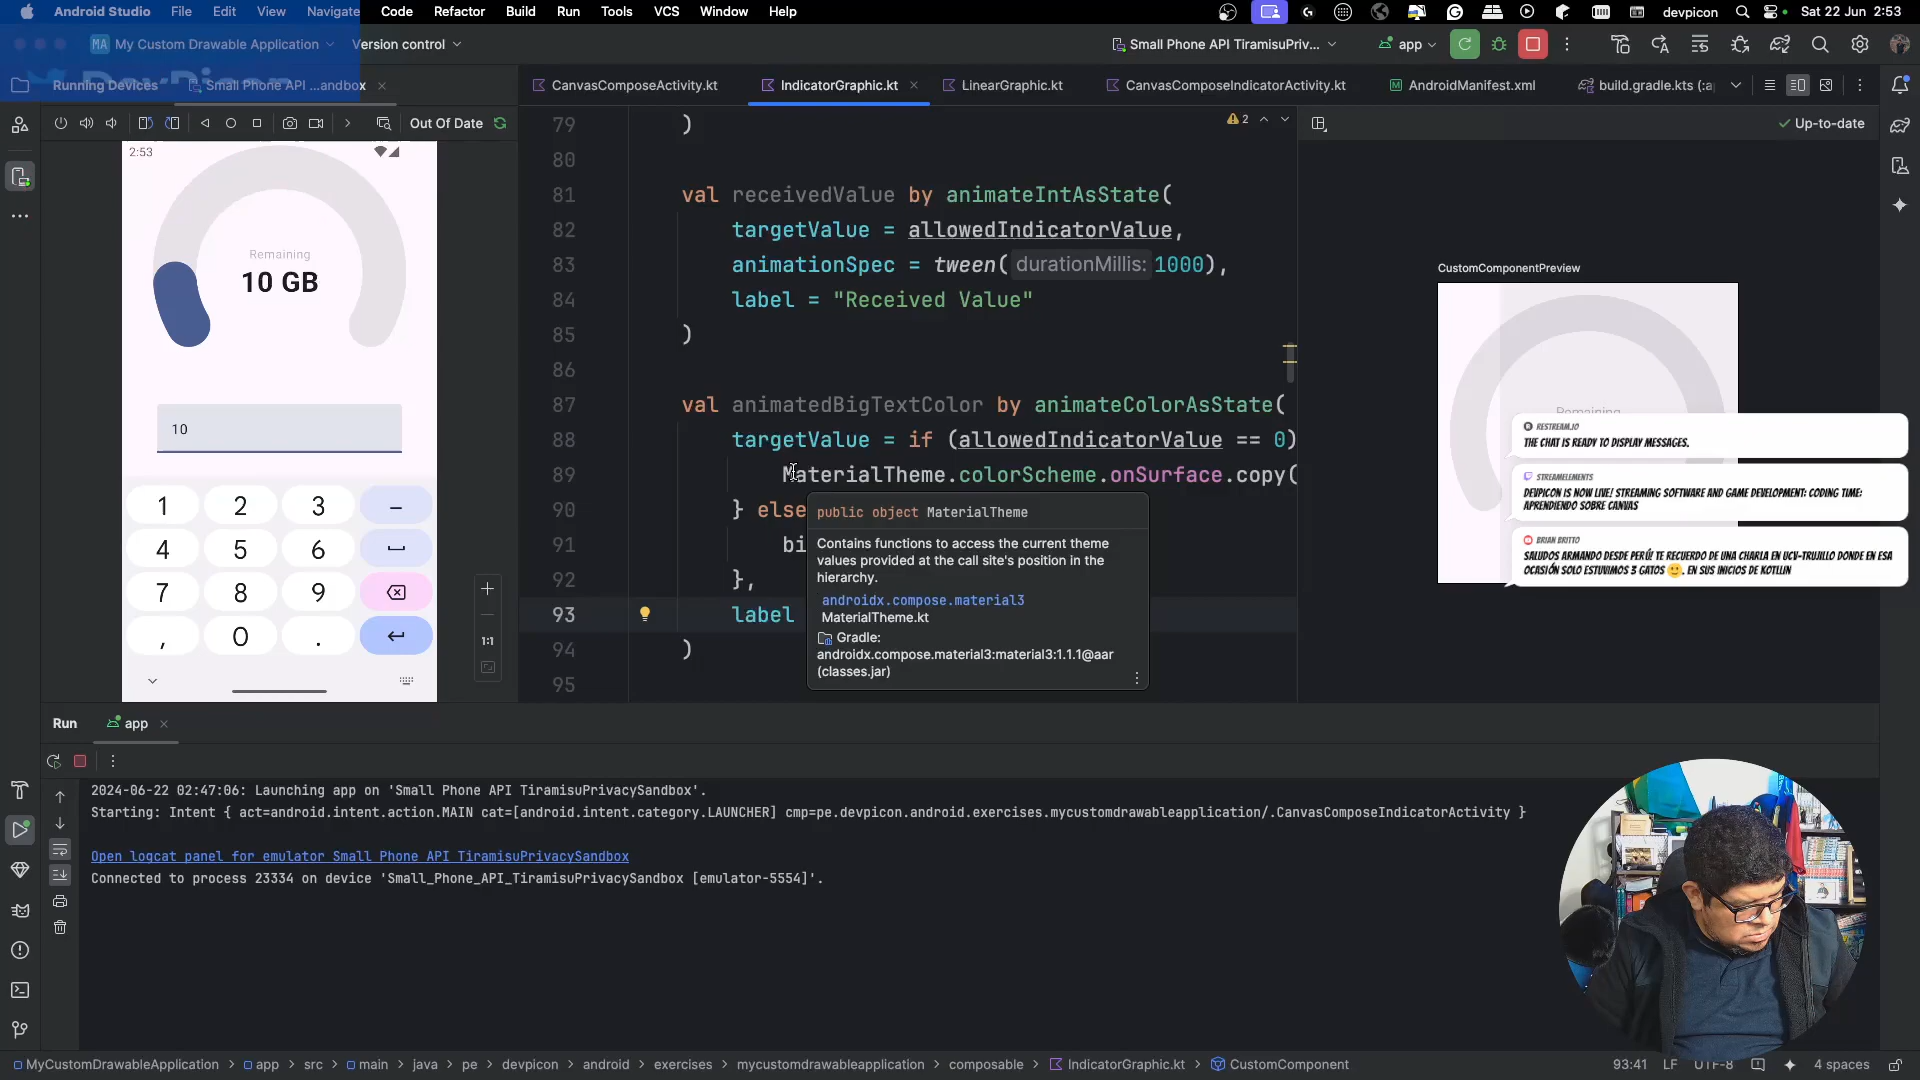 Android Studio File Edit View Navigate Code Refactor Build Run Tools VCS Window Help devpicon Sat 22 Jun 2:53
MA My Custom Drawable Application Version control Small Phone API TiramisuPriv... app
Running Devices Small Phone API ...andbox CanvasComposeActivity.kt IndicatorGraphic.kt LinearGraphic.kt CanvasComposeIndicatorActivity.kt AndroidManifest.xml build.gradle.kts (:a
Out Of Date
Up-to-date
2:53
Remaining
10 GB
10
1 2 3 –
4 5 6
7 8 9
, 0 .
1:1
79 )
80
81 val receivedValue by animateIntAsState(
82 targetValue = allowedIndicatorValue,
83 animationSpec = tween(durationMillis: 1000),
84 label = "Received Value"
85 )
86
87 val animatedBigTextColor by animateColorAsState(
88 targetValue = if (allowedIndicatorValue == 0)
89 MaterialTheme.colorScheme.onSurface.copy(
90 } else
91 bi
92 },
93 label
94 )
95
2
public object MaterialTheme
Contains functions to access the current theme
values provided at the call site's position in the
hierarchy.
androidx.compose.material3
MaterialTheme.kt
Gradle:
androidx.compose.material3:material3:1.1.1@aar
(classes.jar)
CustomComponentPreview
Remaining
RESTREAM.IO
THE CHAT IS READY TO DISPLAY MESSAGES.
STREAMELEMENTS
DEVPICON IS NOW LIVE! STREAMING SOFTWARE AND GAME DEVELOPMENT: CODING TIME:
APRENDIENDO SOBRE CANVAS
BRIAN BRITTO
SALUDOS ARMANDO DESDE PERÚ! TE RECUERDO DE UNA CHARLA EN UCV-TRUJILLO DONDE EN ESA
OCASIÓN SOLO ESTUVIMOS 3 GATOS 🙂. EN SUS INICIOS DE KOTLIN
Run app
2024-06-22 02:47:06: Launching app on 'Small Phone API TiramisuPrivacySandbox'.
Starting: Intent { act=android.intent.action.MAIN cat=[android.intent.category.LAUNCHER] cmp=pe.devpicon.android.exercises.mycustomdrawableapplication/.CanvasComposeIndicatorActivity }
Open logcat panel for emulator Small Phone API TiramisuPrivacySandbox
Connected to process 23334 on device 'Small_Phone_API_TiramisuPrivacySandbox [emulator-5554]'.
MyCustomDrawableApplication > app > src > main > java > pe > devpicon > android > exercises > mycustomdrawableapplication > composable > IndicatorGraphic.kt > CustomComponent
93:41 LF UTF-8 4 spaces